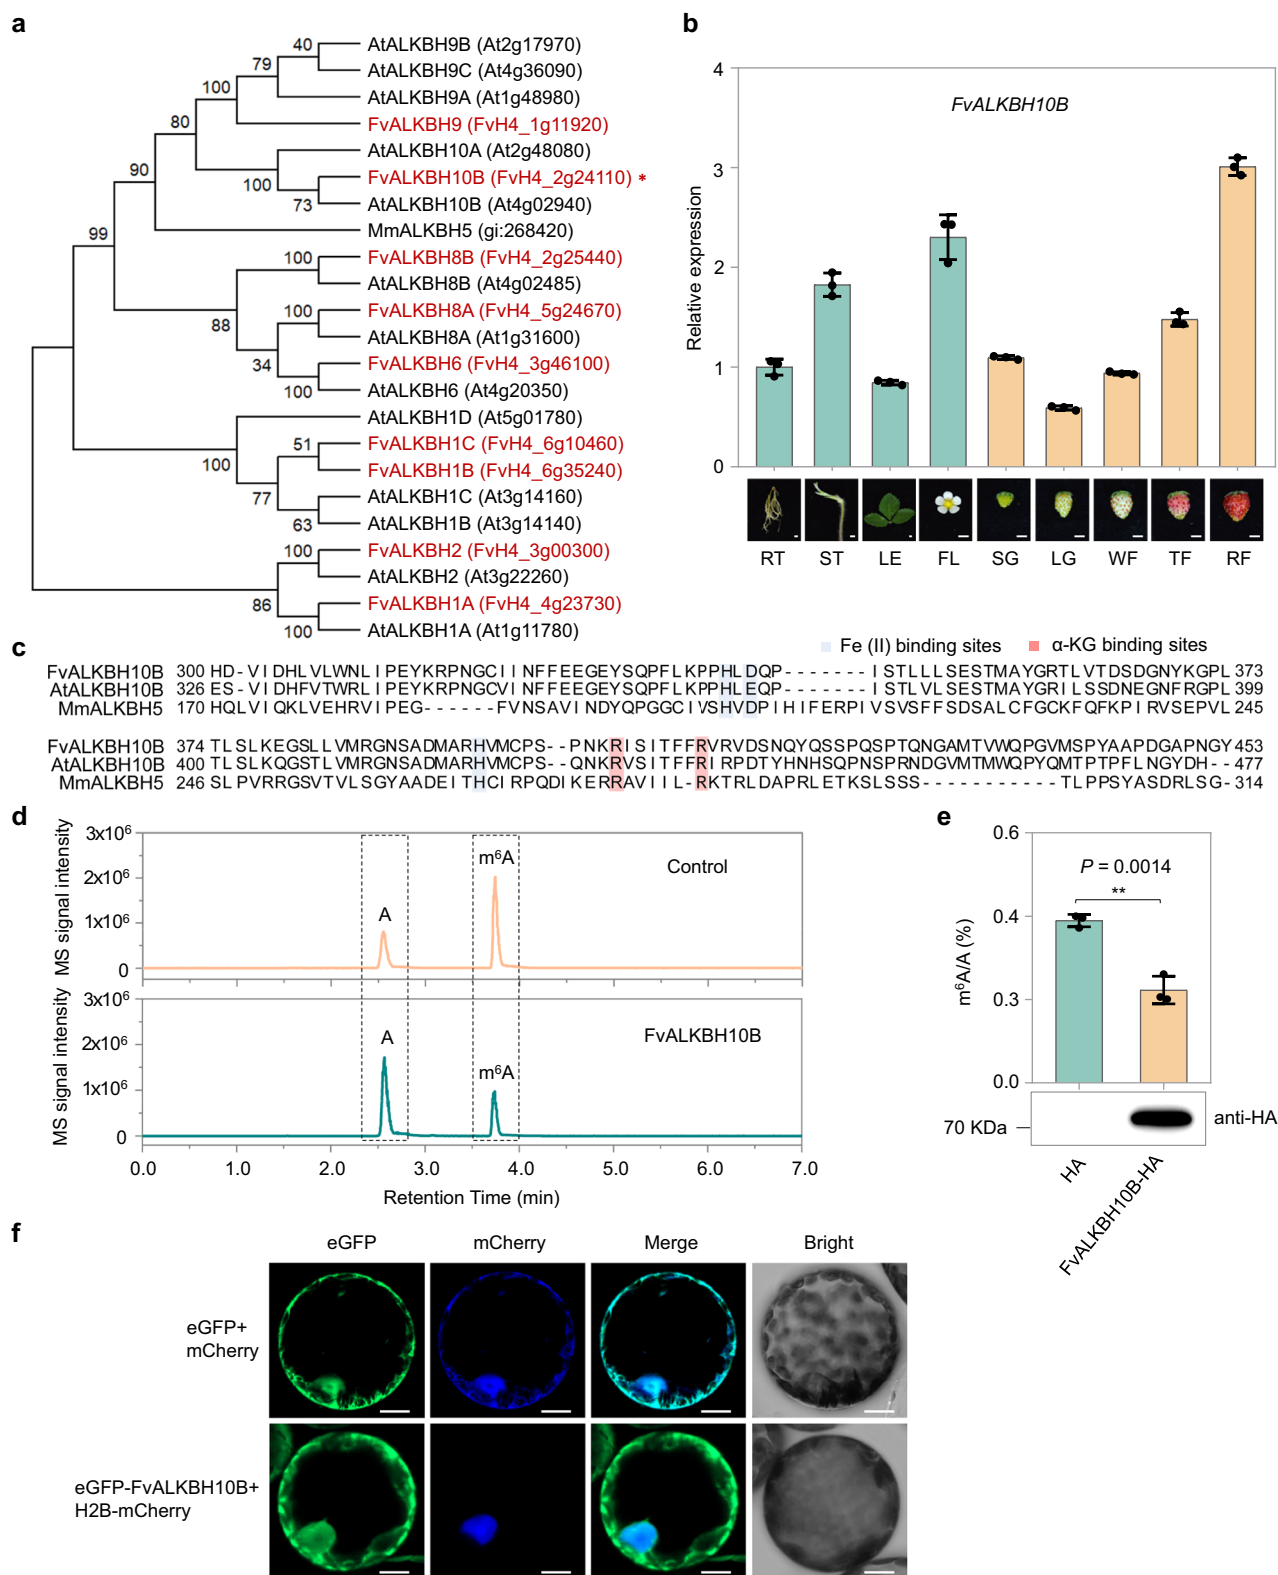 a
40
AtALKBH9B (At2g17970)
79
AtALKBH9C (At4g36090)
100
AtALKBH9A (At1g48980)
80
FvALKBH9 (FvH4_1g11920)
AtALKBH10A (At2g48080)
90
100
FvALKBH10B (FvH4_2g24110) *
73
AtALKBH10B (At4g02940)
99
MmALKBH5 (gi:268420)
100
FvALKBH8B (FvH4_2g25440)
AtALKBH8B (At4g02485)
88
100
FvALKBH8A (FvH4_5g24670)
AtALKBH8A (At1g31600)
34
FvALKBH6 (FvH4_3g46100)
100
AtALKBH6 (At4g20350)
AtALKBH1D (At5g01780)
100
51
FvALKBH1C (FvH4_6g10460)
FvALKBH1B (FvH4_6g35240)
77
AtALKBH1C (At3g14160)
63
AtALKBH1B (At3g14140)
100
FvALKBH2 (FvH4_3g00300)
AtALKBH2 (At3g22260)
86
FvALKBH1A (FvH4_4g23730)
100
AtALKBH1A (At1g11780)
b
FvALKBH10B
Relative expression
4
3
2
1
0
RT ST LE FL SG LG WF TF RF
c
Fe (II) binding sites α-KG binding sites
FvALKBH10B 300 HD-VIDHLVLWNLIPEYKRPNGCIINFFEEGEYSQPFLKPPHLDQP-------ISTLLLSESTMAYGRTLVTDSDGNYKGPL 373
AtALKBH10B 326 ES-VIDHFVTWRLIPEYKRPNGCVINFFEEGEYSQPFLKPPHLEQP-------ISTLVLSESTMAYGRILSSDNEGNFRGPL 399
MmALKBH5 170 HQLVIQKLVEHRVIPEG------FVNSAVINDYQPGGCIVSHVDPIHIFERPIVSVSFFSDSALCFGCKFQFKPIRVSEPVL 245
FvALKBH10B 374 TLSLKEGSLLVMRGNSADMARHVMCPS--PNKRISITFFRVRVDSNQYQSSPQSPTQNGAMTVWQPGVMSPYAAPDGAPNGY 453
AtALKBH10B 400 TLSLKQGSTLVMRGNSADMARHVMCPS--QNKRVSITFFRIRPDTYHNHSQPNSPRNDGVMTMWQPYQMTPTPFLNGYDH-- 477
MmALKBH5 246 SLPVRRGSVTVLSGYAADEITHCIRPQDIKERRAVIIL-RKTRLDAPRLETKSLSSS-----------TLPPSYASDRLSG- 314
d
MS signal intensity
3x10⁶
2x10⁶
1x10⁶
0
A
m⁶A
Control
MS signal intensity
3x10⁶
2x10⁶
1x10⁶
0
A
m⁶A
FvALKBH10B
0.0 1.0 2.0 3.0 4.0 5.0 6.0 7.0
Retention Time (min)
e
m⁶A/A (%)
0.6
0.4
0.3
0.0
P = 0.0014
**
70 KDa
anti-HA
HA
FvALKBH10B-HA
f
eGFP mCherry Merge Bright
eGFP+
mCherry
eGFP-FvALKBH10B+
H2B-mCherry